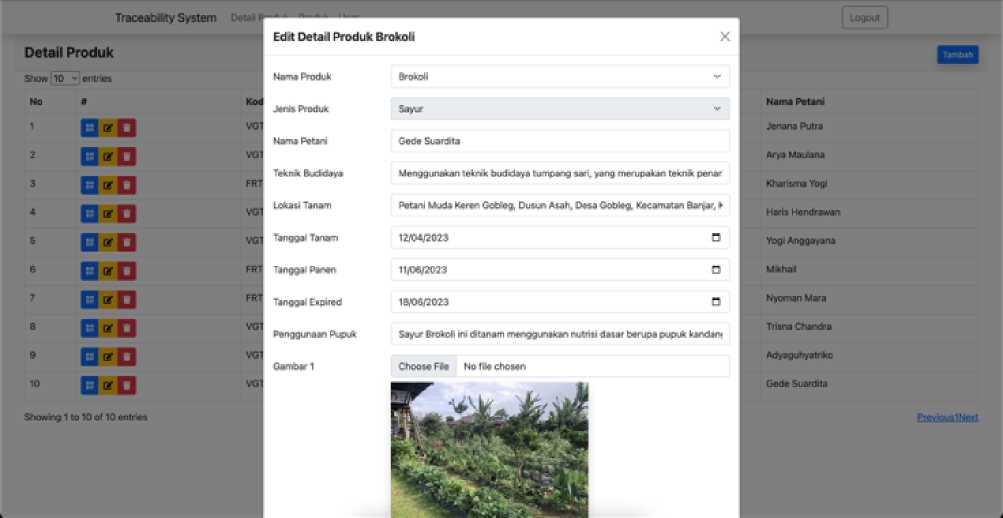 Traceability System Detail Produk Produk User Logout
Edit Detail Produk Brokoli
Detail Produk Tambah
Show 10 entries
No # Kod Nama Petani
1 VGT Jenana Putra
2 VGT Arya Maulana
3 FRT Kharisma Yogi
4 VGT Haris Hendrawan
5 VGT Yogi Anggayana
6 FRT Mikhail
7 FRT Nyoman Mara
8 VGT Trisna Chandra
9 VGT Adyaguhyatriko
10 VGT Gede Suardita
Showing 1 to 10 of 10 entries Previous1Next
Nama Produk Brokoli
Jenis Produk Sayur
Nama Petani Gede Suardita
Teknik Budidaya Menggunakan teknik budidaya tumpang sari, yang merupakan teknik penar
Lokasi Tanam Petani Muda Keren Gobleg, Dusun Asah, Desa Gobleg, Kecamatan Banjar,
Tanggal Tanam 12/04/2023
Tanggal Panen 11/06/2023
Tanggal Expired 18/06/2023
Penggunaan Pupuk Sayur Brokoli ini ditanam menggunakan nutrisi dasar berupa pupuk kandang
Gambar 1 Choose File No file chosen